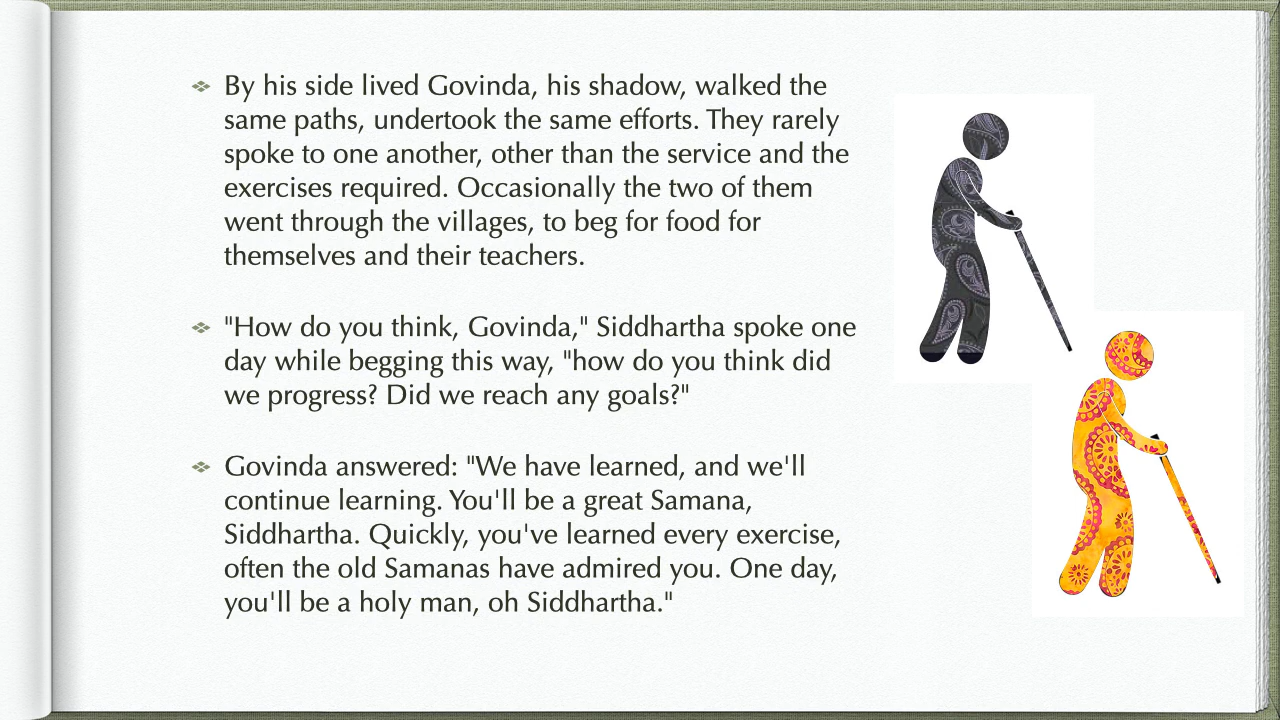 By his side lived Govinda, his shadow, walked the
same paths, undertook the same efforts. They rarely
spoke to one another, other than the service and the
exercises required. Occasionally the two of them
went through the villages, to beg for food for
themselves and their teachers.
"How do you think, Govinda," Siddhartha spoke one
day while begging this way, "how do you think did
we progress? Did we reach any goals?"
Govinda answered: "We have learned, and we'll
continue learning. You'll be a great Samana,
Siddhartha. Quickly, you've learned every exercise,
often the old Samanas have admired you. One day,
you'll be a holy man, oh Siddhartha."